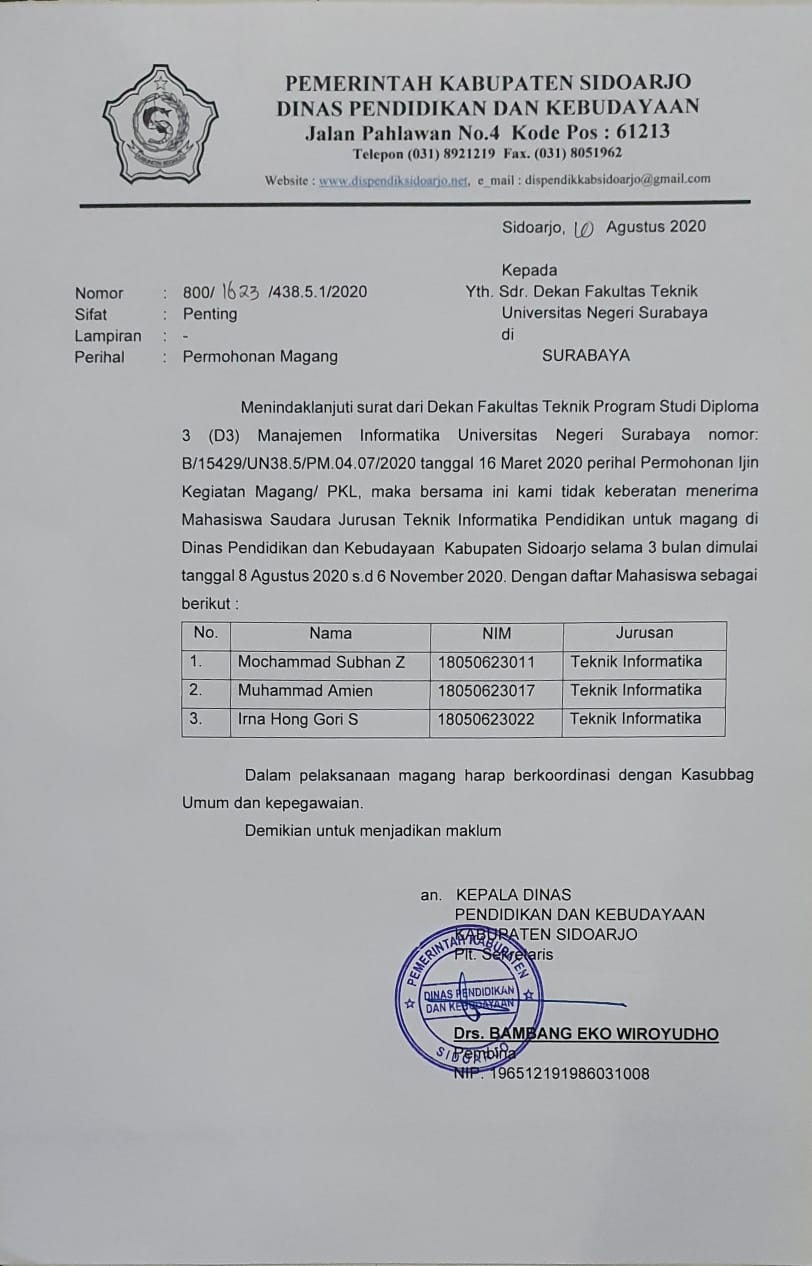 PEMERINTAH KABUPATEN SIDOARJO
DINAS PENDIDIKAN DAN KEBUDAYAAN
Jalan Pahlawan No.4 Kode Pos : 61213
Telepon (031) 8921219 Fax. (031) 8051962
Website : www.dispendiksidoarjo.net, e_mail : dispendikkabsidoarjo@gmail.com
Sidoarjo, 10 Agustus 2020
Kepada
Nomor : 800/ 1623 /438.5.1/2020 Yth. Sdr. Dekan Fakultas Teknik
Sifat : Penting Universitas Negeri Surabaya
Lampiran : - di
Perihal : Permohonan Magang SURABAYA
Menindaklanjuti surat dari Dekan Fakultas Teknik Program Studi Diploma
3 (D3) Manajemen Informatika Universitas Negeri Surabaya nomor:
B/15429/UN38.5/PM.04.07/2020 tanggal 16 Maret 2020 perihal Permohonan Ijin
Kegiatan Magang/ PKL, maka bersama ini kami tidak keberatan menerima
Mahasiswa Saudara Jurusan Teknik Informatika Pendidikan untuk magang di
Dinas Pendidikan dan Kebudayaan Kabupaten Sidoarjo selama 3 bulan dimulai
tanggal 8 Agustus 2020 s.d 6 November 2020. Dengan daftar Mahasiswa sebagai
berikut :
No. Nama NIM Jurusan
1. Mochammad Subhan Z 18050623011 Teknik Informatika
2. Muhammad Amien 18050623017 Teknik Informatika
3. Irna Hong Gori S 18050623022 Teknik Informatika
Dalam pelaksanaan magang harap berkoordinasi dengan Kasubbag
Umum dan kepegawaian.
Demikian untuk menjadikan maklum
an. KEPALA DINAS
PENDIDIKAN DAN KEBUDAYAAN
KABUPATEN SIDOARJO
Plt. Sekretaris
PEMERINTAH KABUPATEN
DINAS PENDIDIKAN
DAN KEBUDAYAAN
SIDOARJO
Drs. BAMBANG EKO WIROYUDHO
Pembina
NIP. 196512191986031008